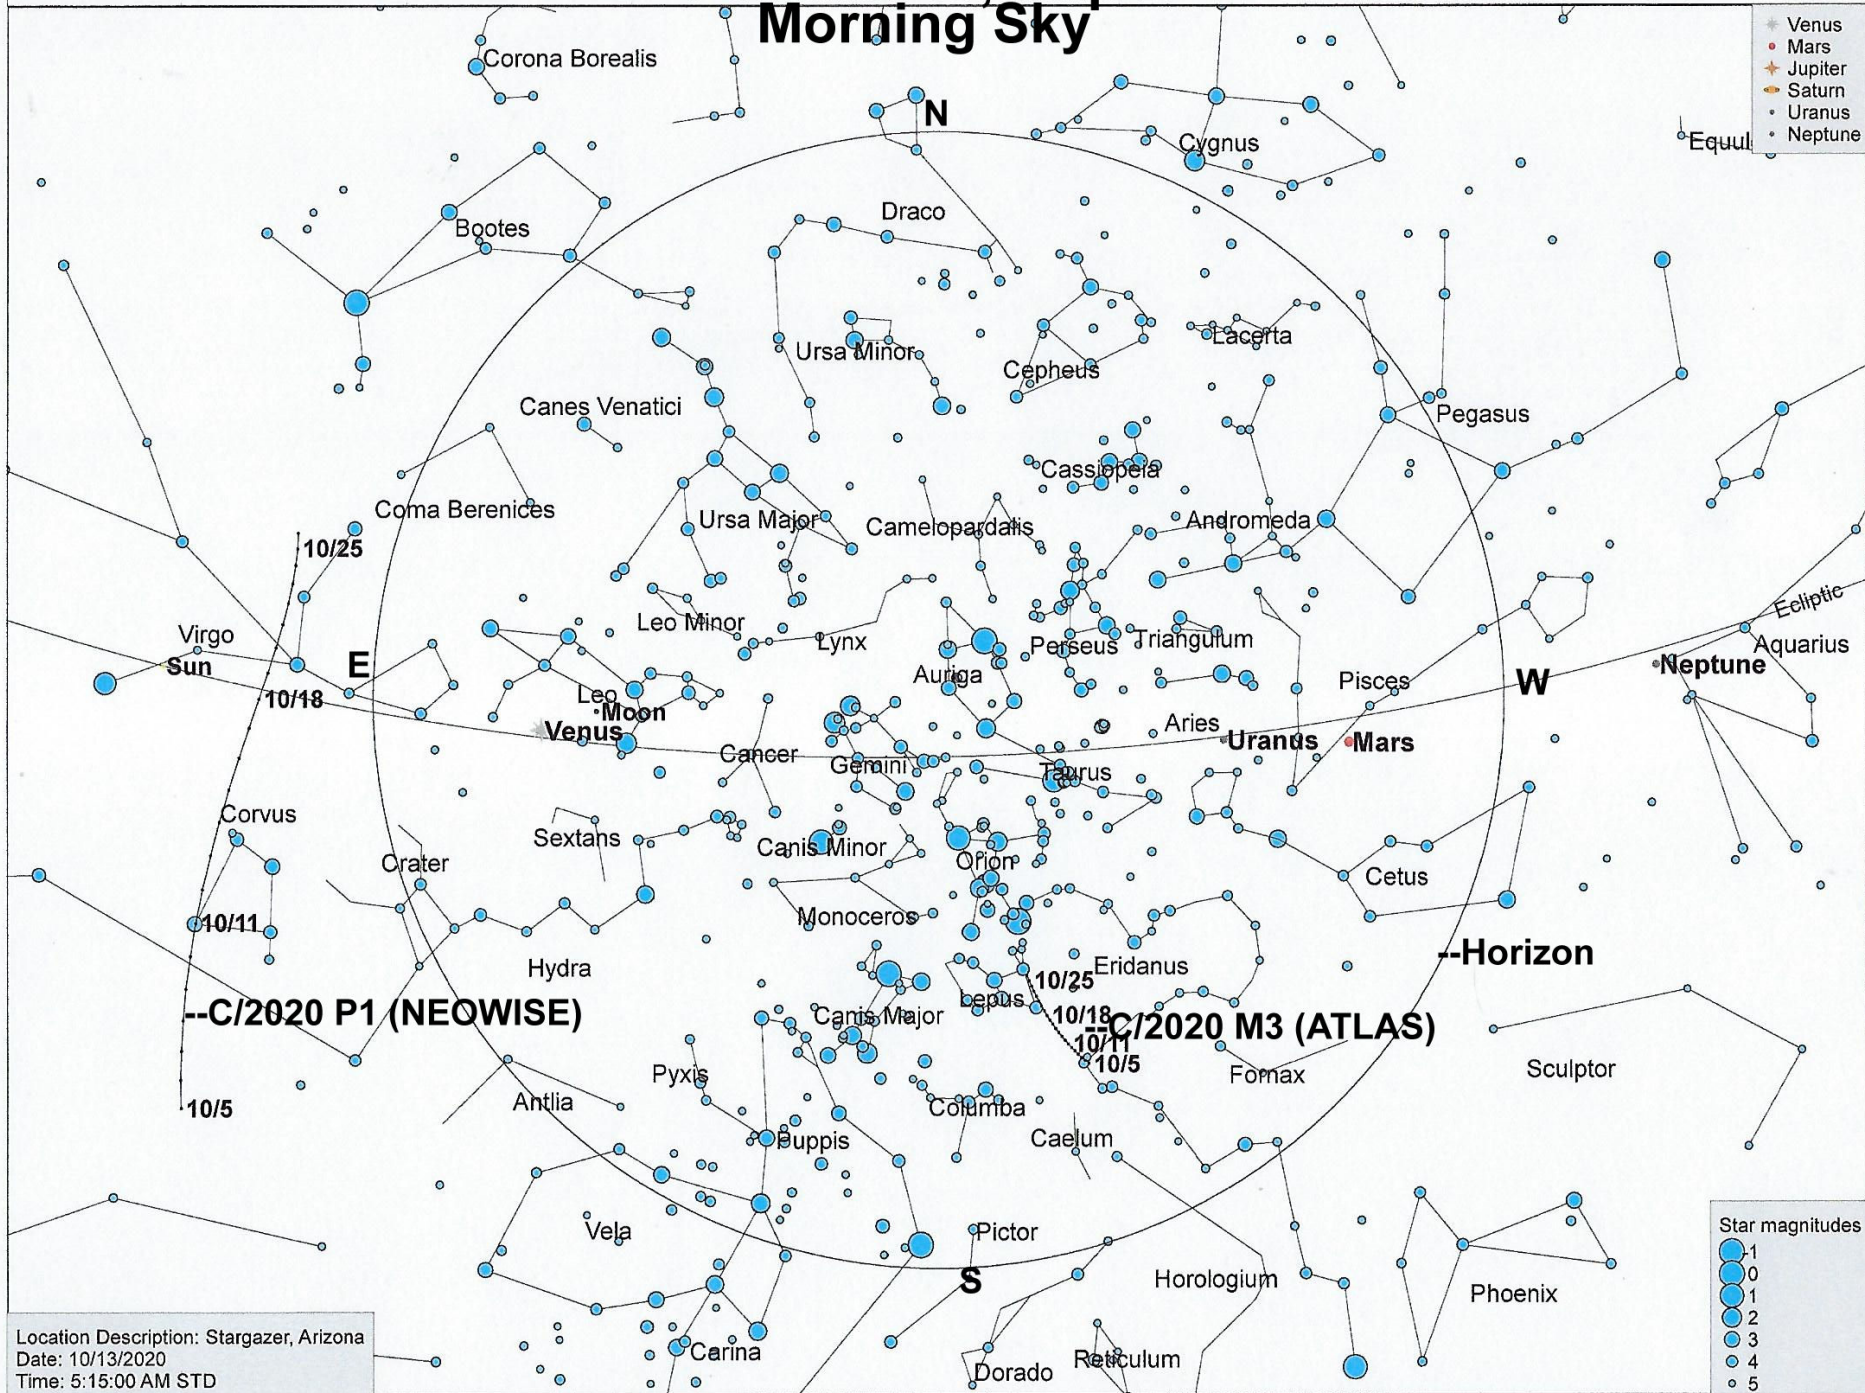 Morning Sky
Venus
Mars
Jupiter
Saturn
Uranus
Neptune
Corona Borealis
N
Cygnus
Bootes
Draco
Ursa Minor
Lacerta
Cepheus
Canes Venatici
Pegasus
Cassiopeia
Coma Berenices
Ursa Major
Camelopardalis
Andromeda
10/25
Ecliptic
Leo Minor
Virgo
Lynx
Perseus
Triangulum
Aquarius
Sun
E
Neptune
Auriga
Pisces
W
10/18
Leo
Moon
Venus
Aries
Uranus
Mars
Cancer
Gemini
Taurus
Corvus
Sextans
Canis Minor
Orion
Crater
Cetus
10/11
Monoceros
--Horizon
Hydra
Eridanus
10/25
Lepus
--C/2020 P1 (NEOWISE)
Canis Major
10/18
--C/2020 M3 (ATLAS)
10/11
10/5
Pyxis
Fornax
Sculptor
10/5
Antlia
Columba
Puppis
Caelum
Vela
Pictor
S
Horologium
Phoenix
Carina
Dorado
Reticulum
Star magnitudes
-1
0
1
2
3
4
5
Location Description: Stargazer, Arizona
Date: 10/13/2020
Time: 5:15:00 AM STD